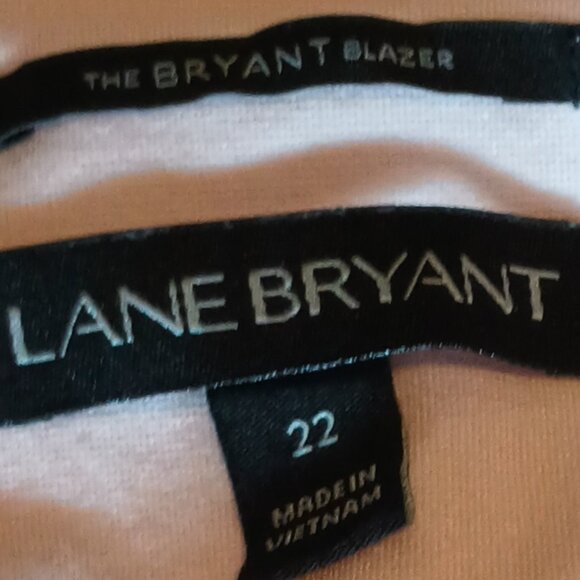 THE BRYANT BLAZER
LANE BRYANT
22
MADE IN
VIETNAM